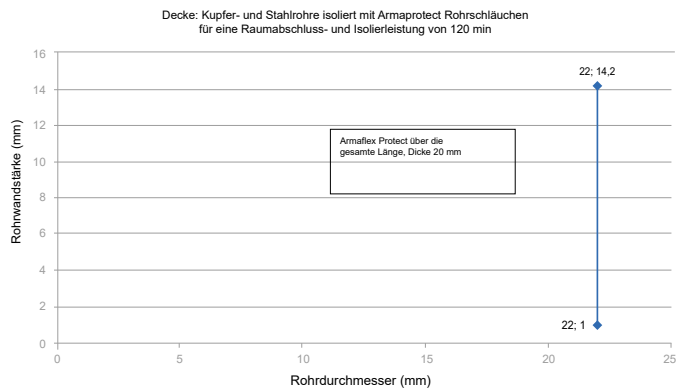 Decke: Kupfer- und Stahlrohre isoliert mit Armaprotect Rohrschläuchen
für eine Raumabschluss- und Isolierleistung von 120 min
16
14
12
10
8
6
4
2
0
Rohrwandstärke (mm)
22; 14,2
Armaflex Protect über die
gesamte Länge, Dicke 20 mm
22; 1
0 5 10 15 20 25
Rohrdurchmesser (mm)